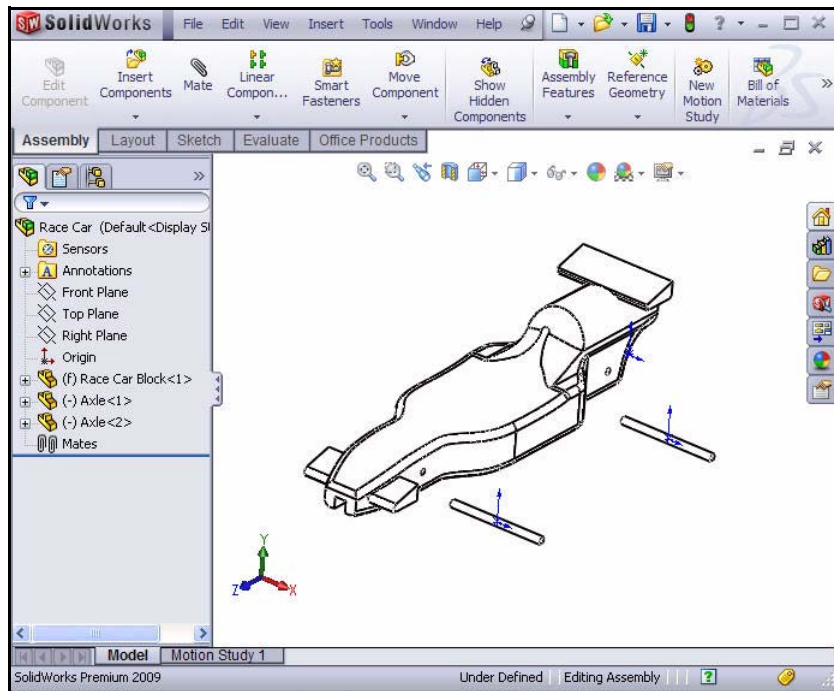 SolidWorks File Edit View Insert Tools Window Help ?
Edit Component
Insert Components
Mate
Linear Compon...
Smart Fasteners
Move Component
Show Hidden Components
Assembly Features
Reference Geometry
New Motion Study
Bill of Materials
»
Assembly Layout Sketch Evaluate Office Products
»
Race Car (Default<Display S
Sensors
A Annotations
Front Plane
Top Plane
Right Plane
Origin
(f) Race Car Block<1>
(-) Axle<1>
(-) Axle<2>
Mates
Y
Z X
Model Motion Study 1
SolidWorks Premium 2009 Under Defined Editing Assembly ?